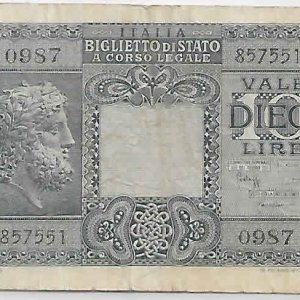 ITALIA
0987
BIGLIETTO DI STATO
A CORSO LEGALE
857551
VALE
DIECI
LIRE
857551
0987